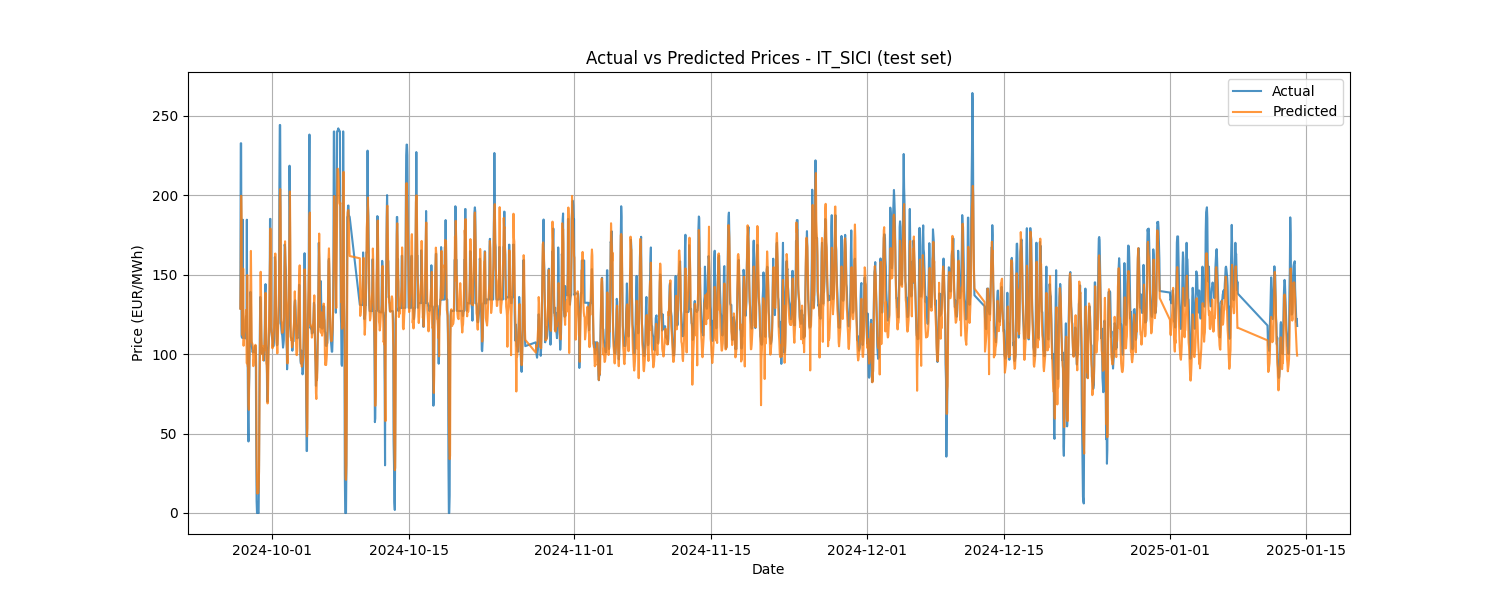 Actual vs Predicted Prices - IT_SICI (test set)
Actual
Predicted
Price (EUR/MWh)
250
200
150
100
50
0
2024-10-01
2024-10-15
2024-11-01
2024-11-15
2024-12-01
2024-12-15
2025-01-01
2025-01-15
Date